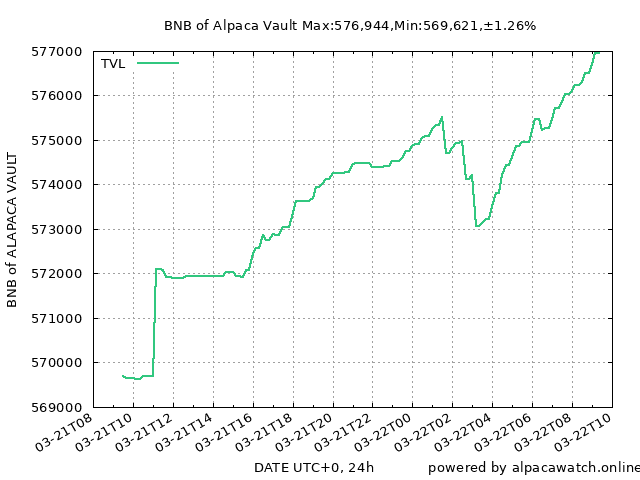 BNB of Alpaca Vault Max:576,944,Min:569,621,±1.26%
TVL
577000
576000
575000
574000
573000
572000
571000
570000
569000
BNB of ALAPACA VAULT
03-21T08
03-21T10
03-21T12
03-21T14
03-21T16
03-21T18
03-21T20
03-21T22
03-22T00
03-22T02
03-22T04
03-22T06
03-22T08
03-22T10
DATE UTC+0, 24h
powered by alpacawatch.online